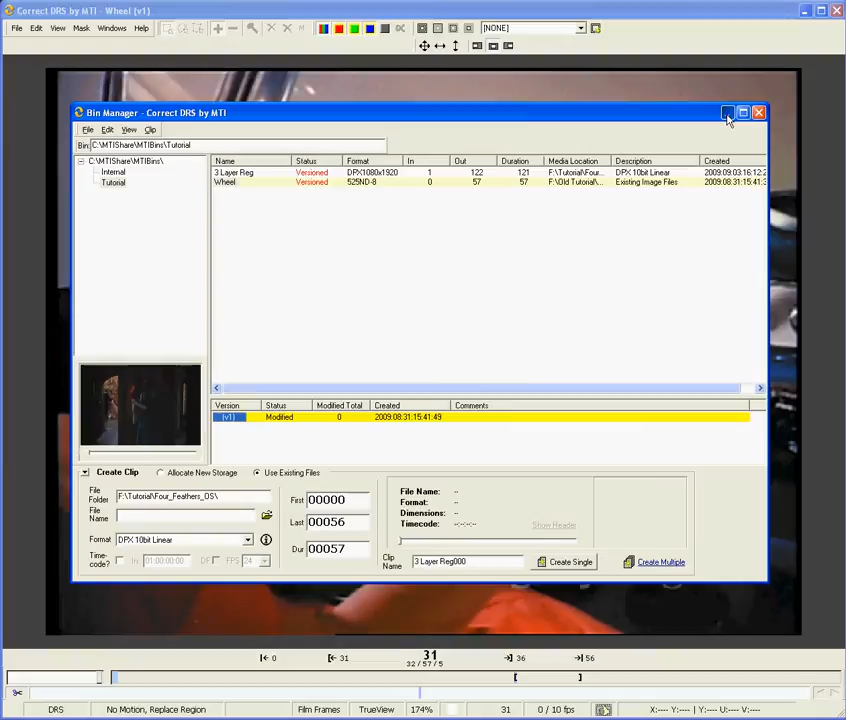 Correct DRS by MTI - Wheel (v1)
File Edit View Mask Windows Help [NONE]
Bin Manager - Correct DRS by MTI
File Edit View Clip
Bin: C:\MTIShare\MTIBins\Tutorial
C:\MTIShare\MTIBins\
Internal
Tutorial
Name Status Format In Out Duration Media Location Description Created
3 Layer Reg Versioned DPX1080x1920 1 122 121 F:\Tutorial\Four... DPX 10bit Linear 2009:09:03:16:12:2
Wheel Versioned 525ND-8 0 57 57 F:\Old Tutorial\... Existing Image Files 2009:08:31:15:41:3
Version Status Modified Total Created Comments
(v1) Modified 0 2009:08:31:15:41:49
Create Clip Allocate New Storage Use Existing Files
File Folder F:\Tutorial\Four_Feathers_OS\
File Name
Format DPX 10bit Linear
Time-code? In 01:00:00:00 DF FPS 24
First 00000
Last 00056
Dur 00057
File Name: --
Format: --
Dimensions: --
Timecode: --:--:--
Show Header
Clip Name 3 Layer Reg000 Create Single Create Multiple
0 31 31 36 56
32 / 57 / 5
DRS No Motion, Replace Region Film Frames TrueView 174% 31 0 / 10 fps X:---- Y:---- U:---- V:----